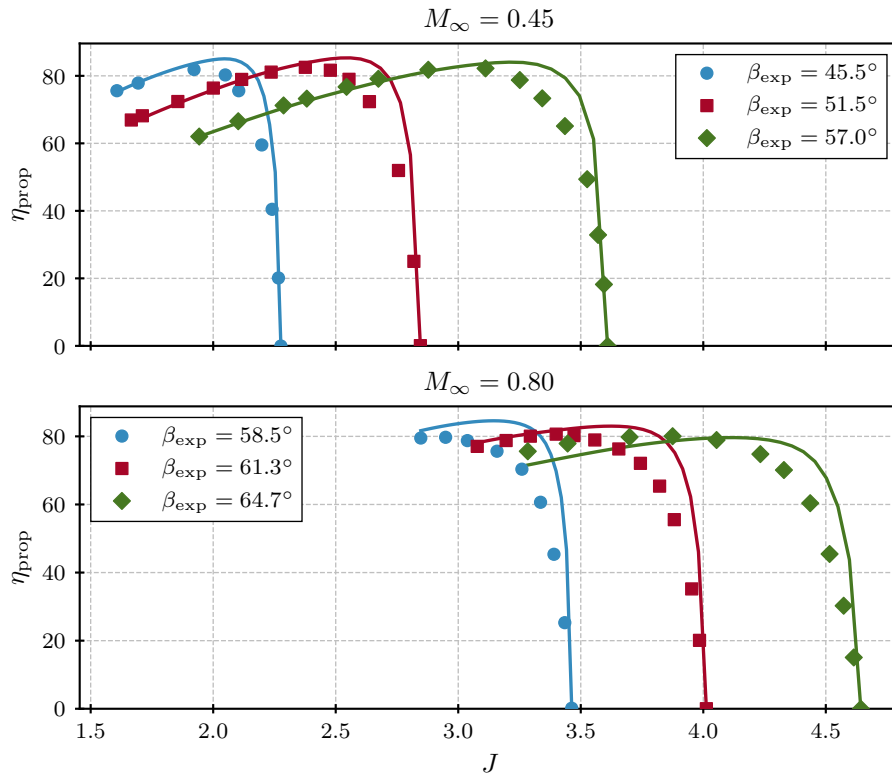 M∞ = 0.45
80
60
40
20
0
ηprop
βexp = 45.5°
βexp = 51.5°
βexp = 57.0°
M∞ = 0.80
80
60
40
20
0
ηprop
βexp = 58.5°
βexp = 61.3°
βexp = 64.7°
1.5 2.0 2.5 3.0 3.5 4.0 4.5
J